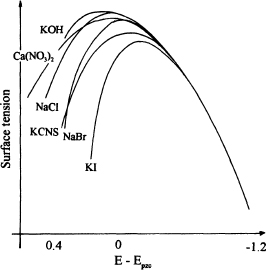 KOH
Ca(NO₃)₂
NaCl
KCNS
NaBr
KI
Surface tension
0.4 0 -1.2
E - Epzc